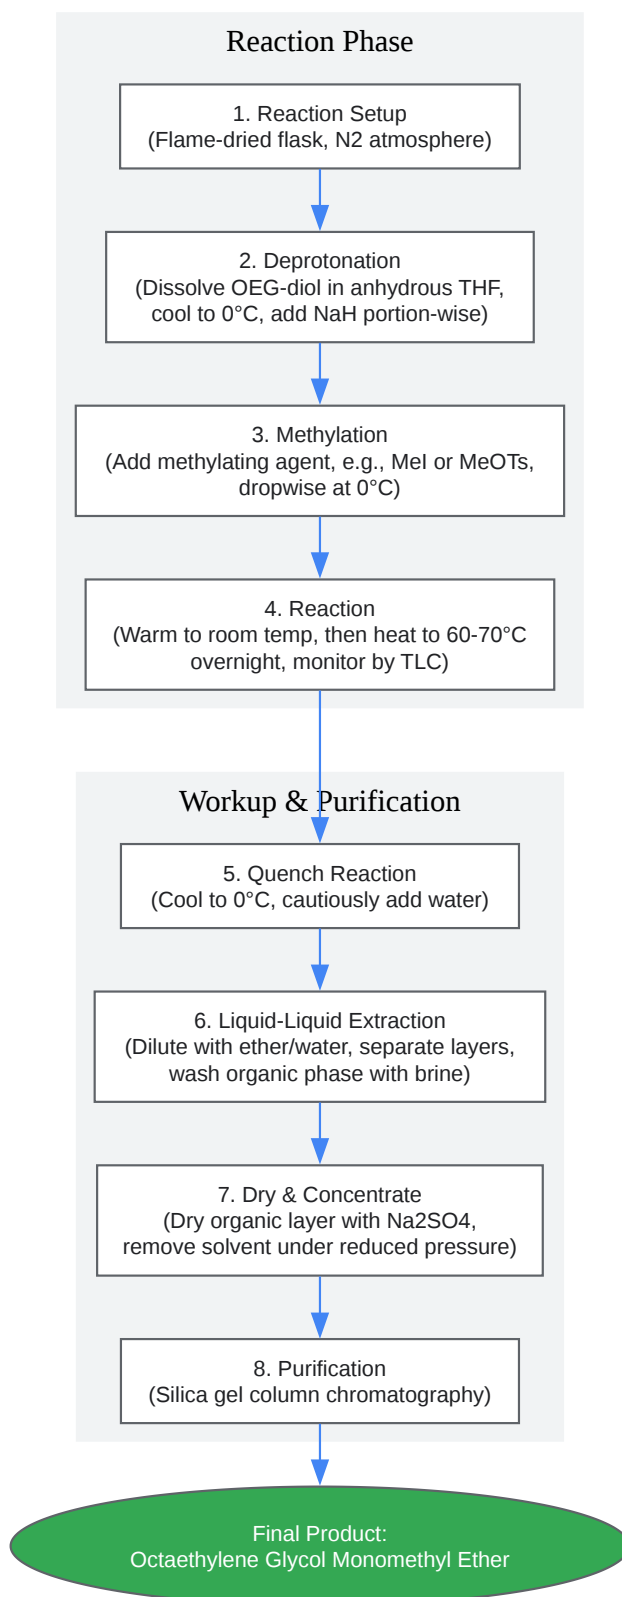 Reaction Phase
1. Reaction Setup
(Flame-dried flask, N2 atmosphere)
2. Deprotonation
(Dissolve OEG-diol in anhydrous THF,
cool to 0°C, add NaH portion-wise)
3. Methylation
(Add methylating agent, e.g., MeI or MeOTs,
dropwise at 0°C)
4. Reaction
(Warm to room temp, then heat to 60-70°C
overnight, monitor by TLC)
Workup & Purification
5. Quench Reaction
(Cool to 0°C, cautiously add water)
6. Liquid-Liquid Extraction
(Dilute with ether/water, separate layers,
wash organic phase with brine)
7. Dry & Concentrate
(Dry organic layer with Na2SO4,
remove solvent under reduced pressure)
8. Purification
(Silica gel column chromatography)
Final Product:
Octaethylene Glycol Monomethyl Ether